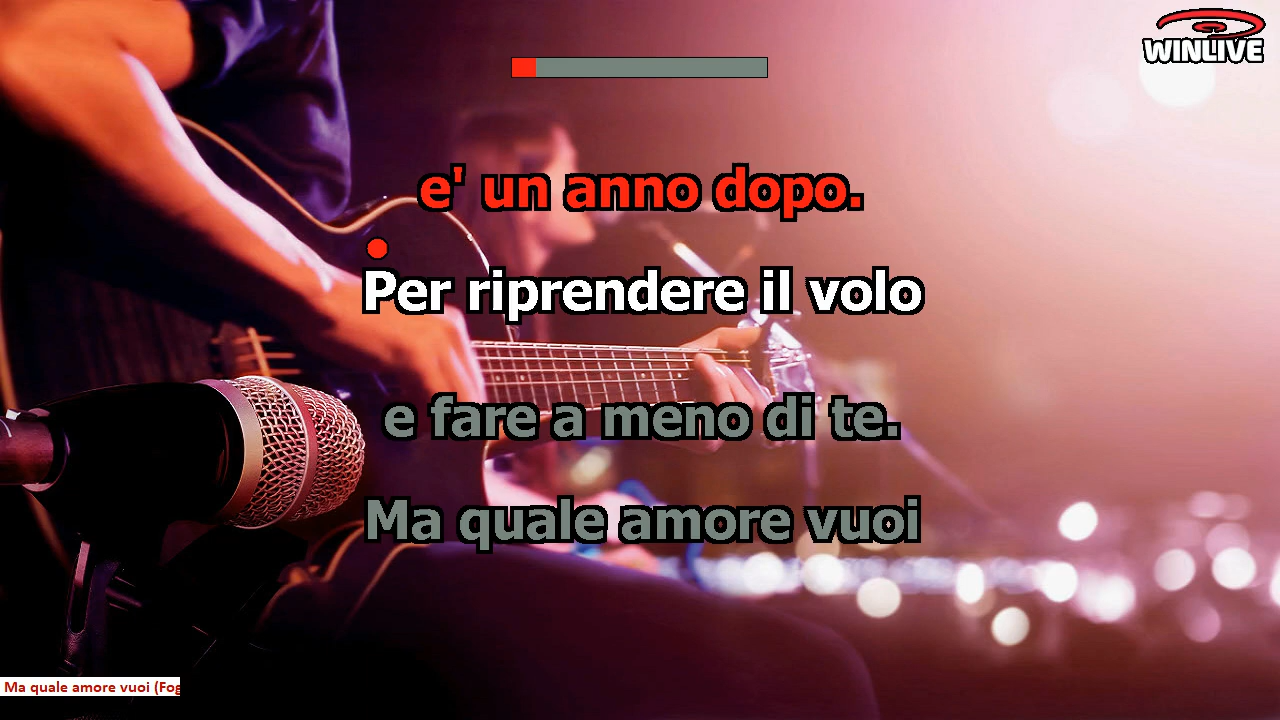 WINLIVE
e' un anno dopo.
Per riprendere il volo
e fare a meno di te.
Ma quale amore vuoi
Ma quale amore vuoi (Fog